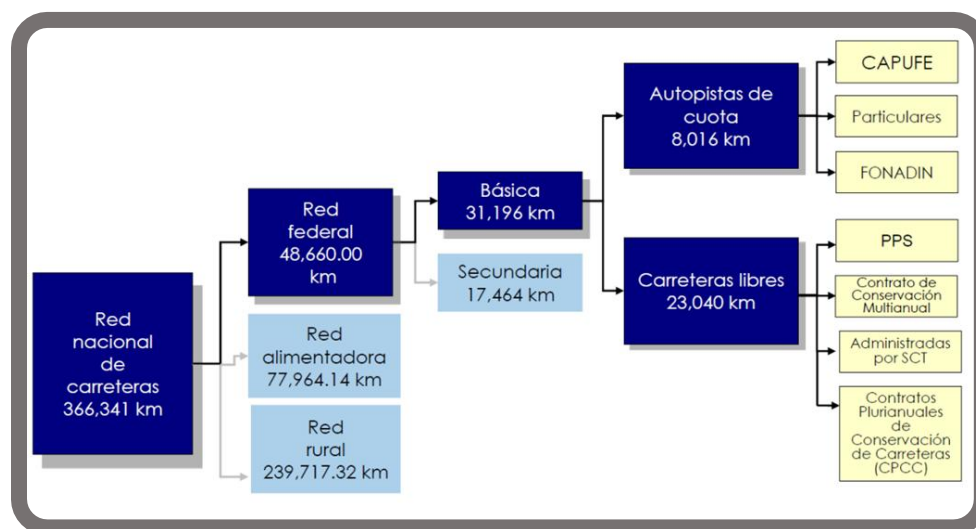 Red
nacional
de
carreteras
366,341 km
Red
federal
48,660.00
km
Red
alimentadora
77,964.14 km
Red
rural
239,717.32 km
Básica
31,196 km
Secundaria
17,464 km
Autopistas de
cuota
8,016 km
Carreteras libres
23,040 km
CAPUFE
Particulares
FONADIN
PPS
Contrato de
Conservación
Multianual
Administradas
por SCT
Contratos
Plurianuales
de
Conservación
de Carreteras
(CPCC)